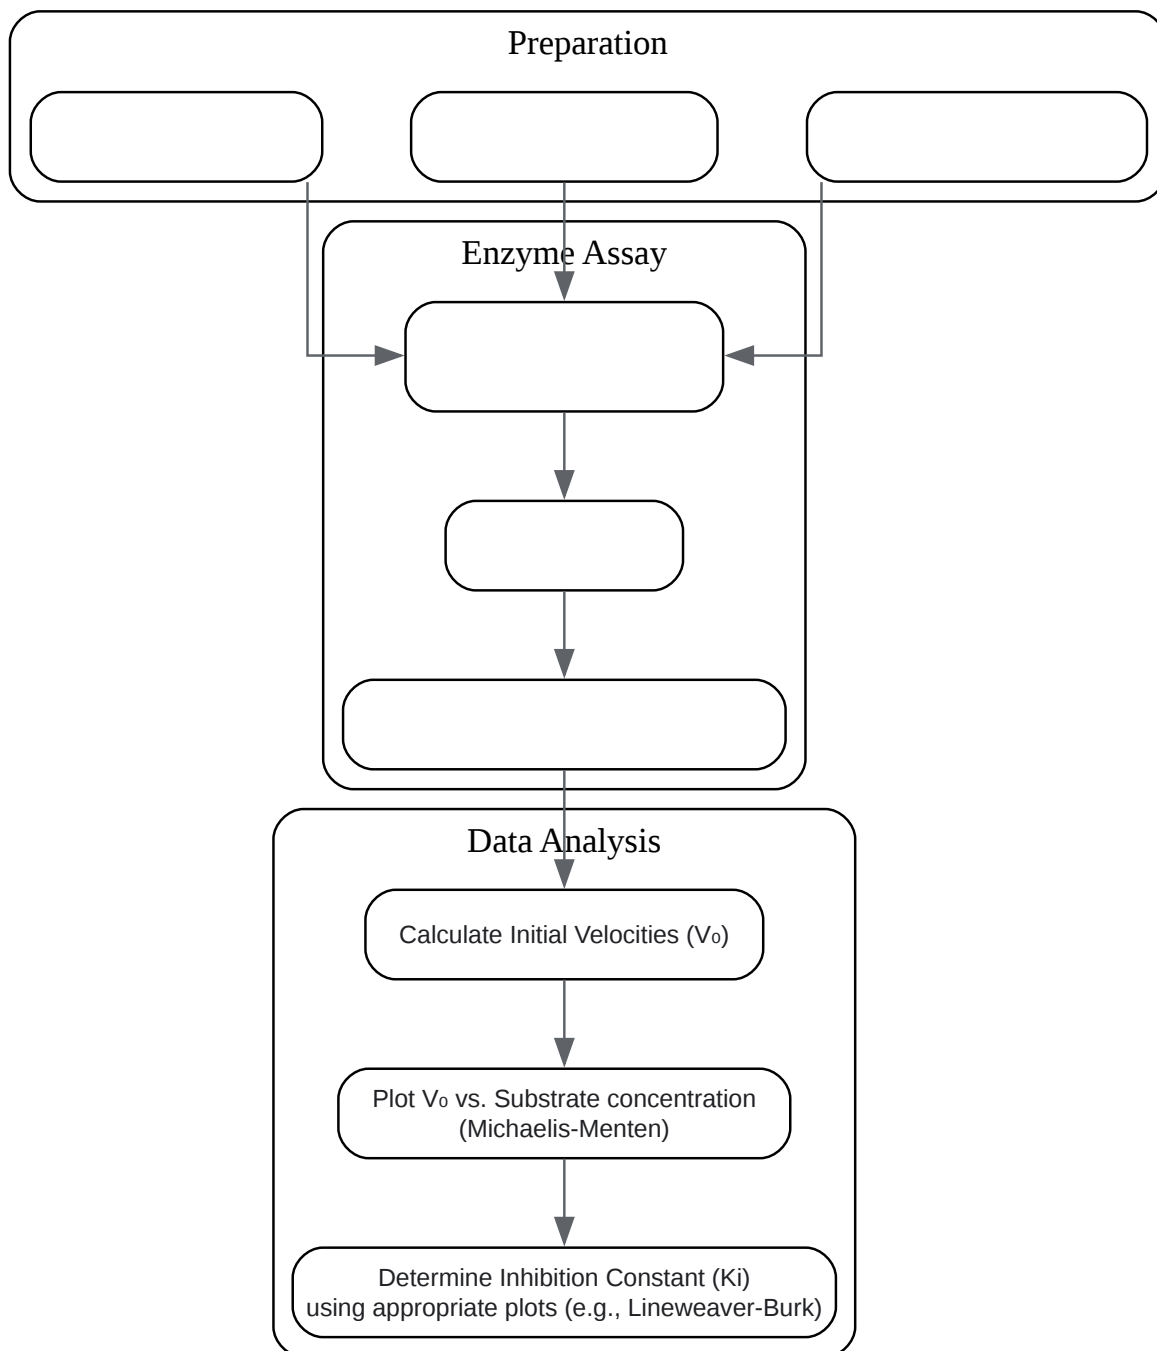 Preparation
Enzyme Assay
Data Analysis
Calculate Initial Velocities (V₀)
Plot V₀ vs. Substrate concentration
(Michaelis-Menten)
Determine Inhibition Constant (Ki)
using appropriate plots (e.g., Lineweaver-Burk)